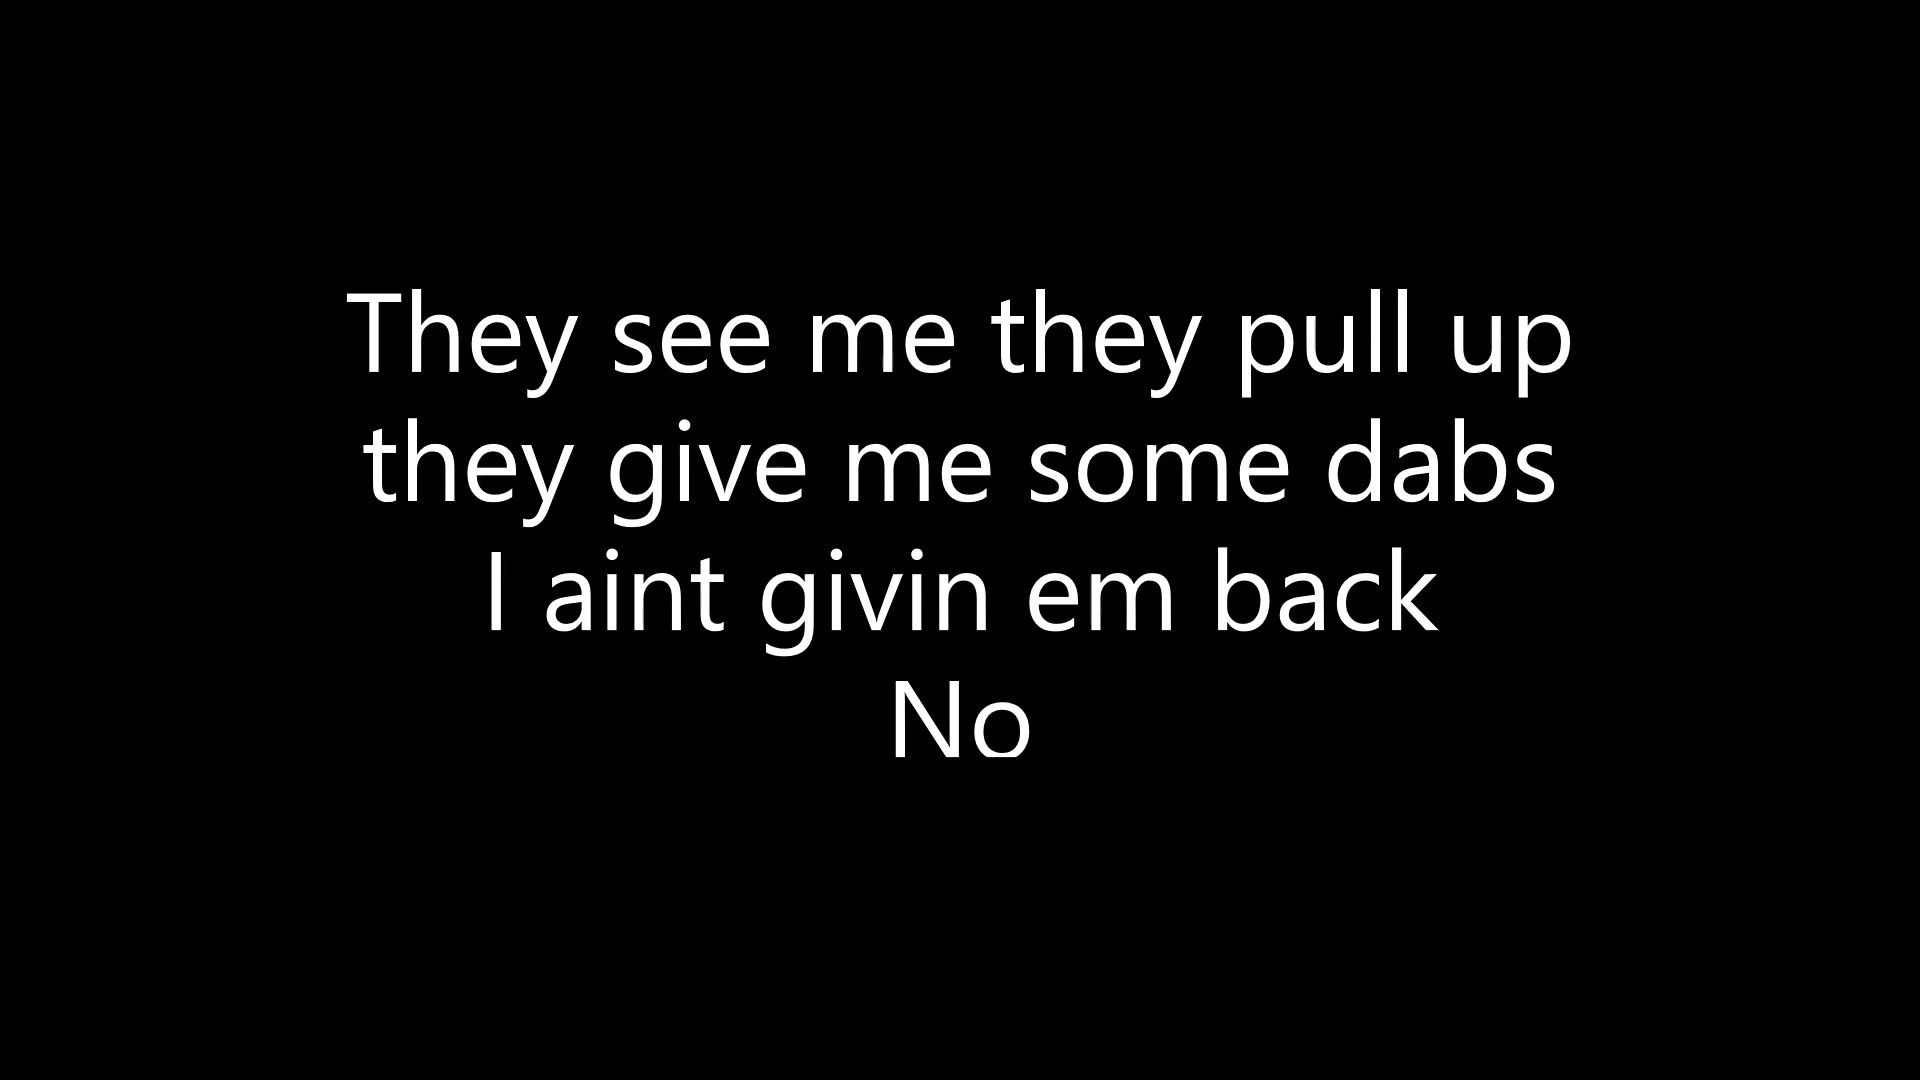 They see me they pull up
they give me some dabs
I aint givin em back
No